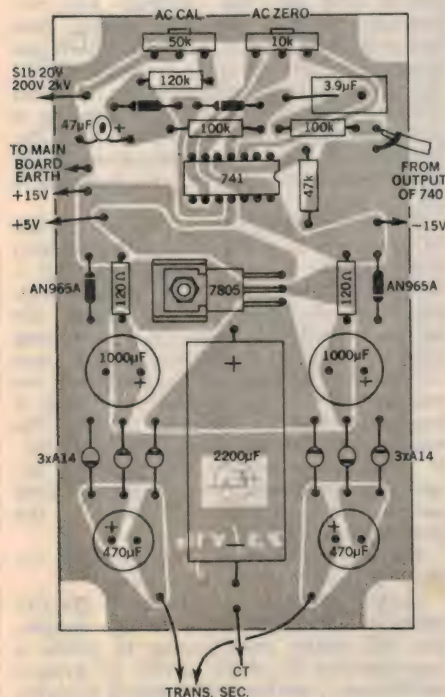 AC CAL. AC ZERO
50k 10k
S1b 20V
200V 2kV
120k
3.9µF
47µF +
100k 100k
TO MAIN
BOARD
EARTH
741
47k
FROM
OUTPUT
OF 740
+15V
+5V
−15V
AN965A
120Ω
7805
120Ω
AN965A
1000µF
+
+
1000µF
+
3xA14
2200µF
3xA14
+
470µF
−
+
470µF
CT
TRANS. SEC.